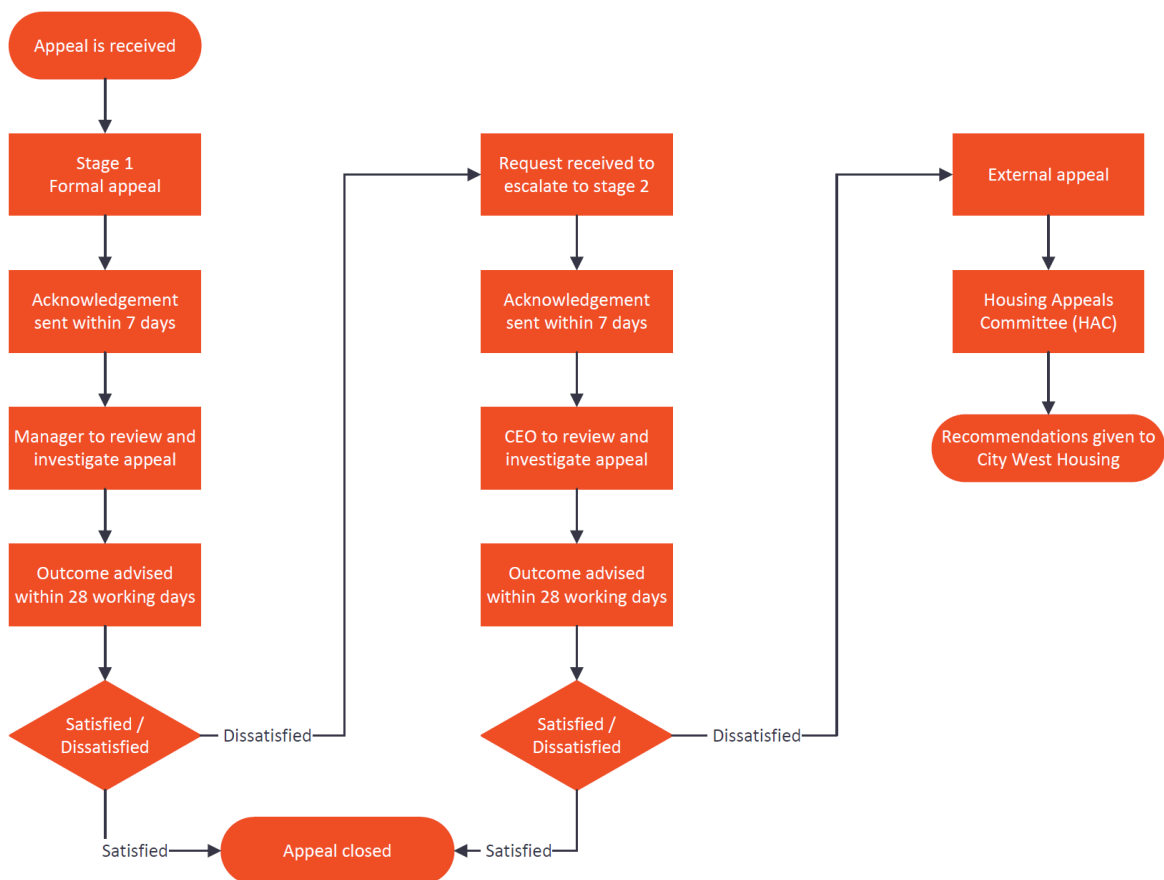 Appeal is received
Stage 1
Formal appeal
Acknowledgement
sent within 7 days
Manager to review and
investigate appeal
Outcome advised
within 28 working days
Satisfied /
Dissatisfied
Dissatisfied
Satisfied
Request received to
escalate to stage 2
Acknowledgement
sent within 7 days
CEO to review and
investigate appeal
Outcome advised
within 28 working days
Satisfied /
Dissatisfied
Dissatisfied
Satisfied
Appeal closed
External appeal
Housing Appeals
Committee (HAC)
Recommendations given to
City West Housing